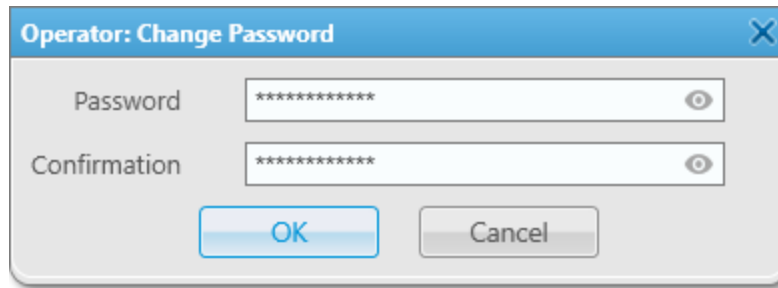 Operator: Change Password
Password ************
Confirmation ************
OK Cancel